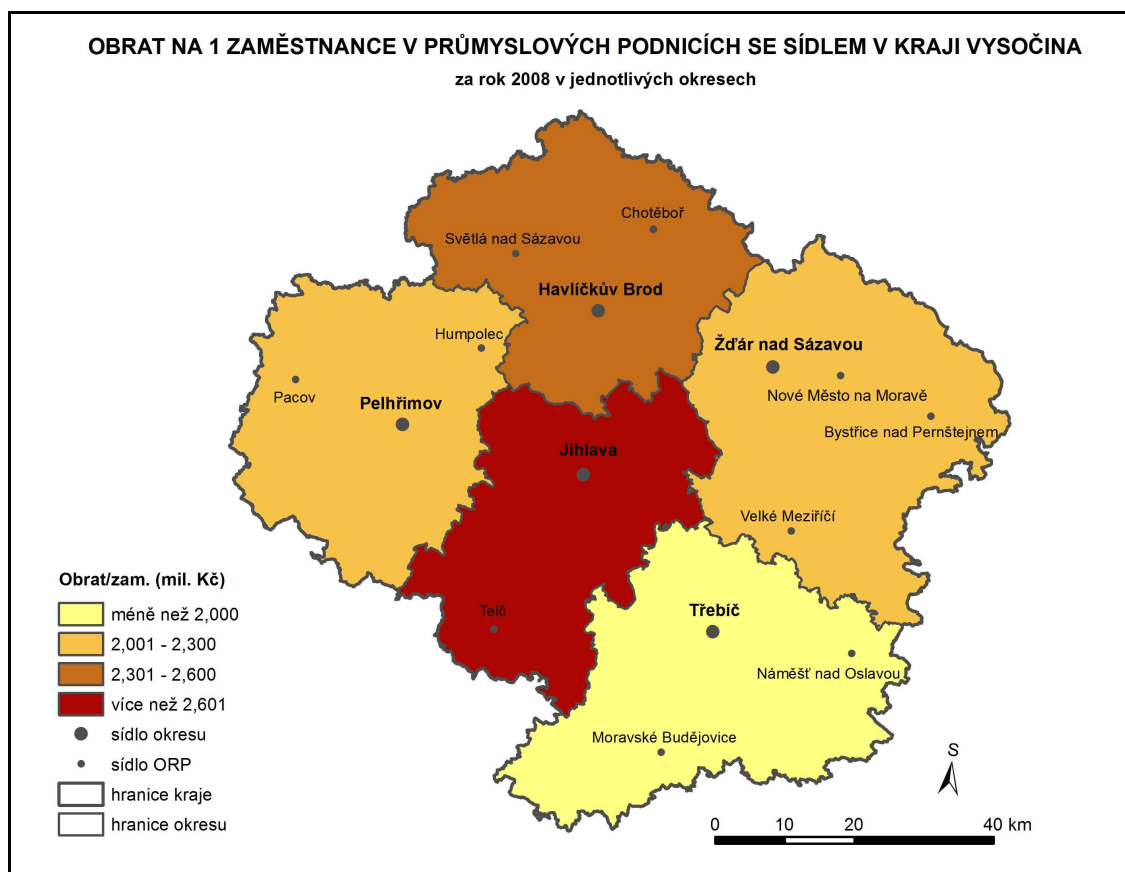 OBRAT NA 1 ZAMĚSTNANCE V PRŮMYSLOVÝCH PODNICÍCH SE SÍDLEM V KRAJI VYSOČINA
za rok 2008 v jednotlivých okresech
Chotěboř
Světlá nad Sázavou
Havlíčkův Brod
Humpolec
Žďár nad Sázavou
Pacov
Nové Město na Moravě
Pelhřimov
Bystřice nad Pernštejnem
Jihlava
Velké Meziříčí
Telč
Třebíč
Náměšť nad Oslavou
Moravské Budějovice
Obrat/zam. (mil. Kč)
méně než 2,000
2,001 - 2,300
2,301 - 2,600
více než 2,601
sídlo okresu
sídlo ORP
hranice kraje
hranice okresu
S
0 10 20 40 km